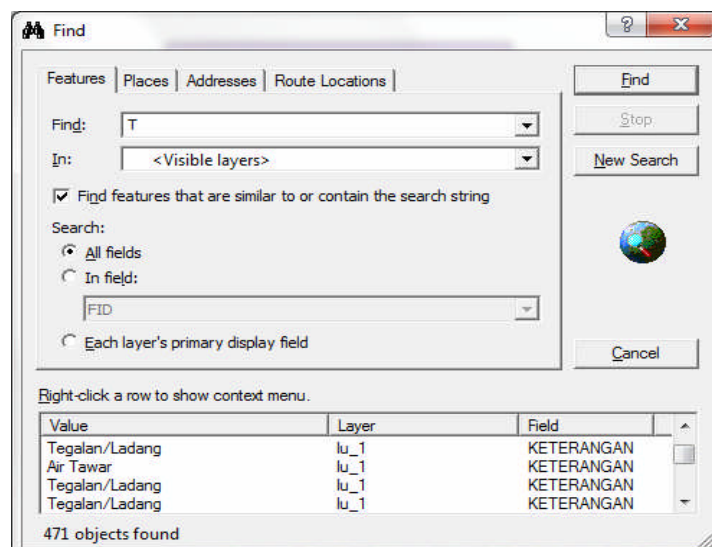 Find
Features Places Addresses Route Locations
Find
Find: T
Stop
In: <Visible layers>
New Search
Find features that are similar to or contain the search string
Search:
All fields
In field:
FID
Each layer's primary display field
Cancel
Right-click a row to show context menu.
Value Layer Field
Tegalan/Ladang lu_1 KETERANGAN
Air Tawar lu_1 KETERANGAN
Tegalan/Ladang lu_1 KETERANGAN
Tegalan/Ladang lu_1 KETERANGAN
471 objects found